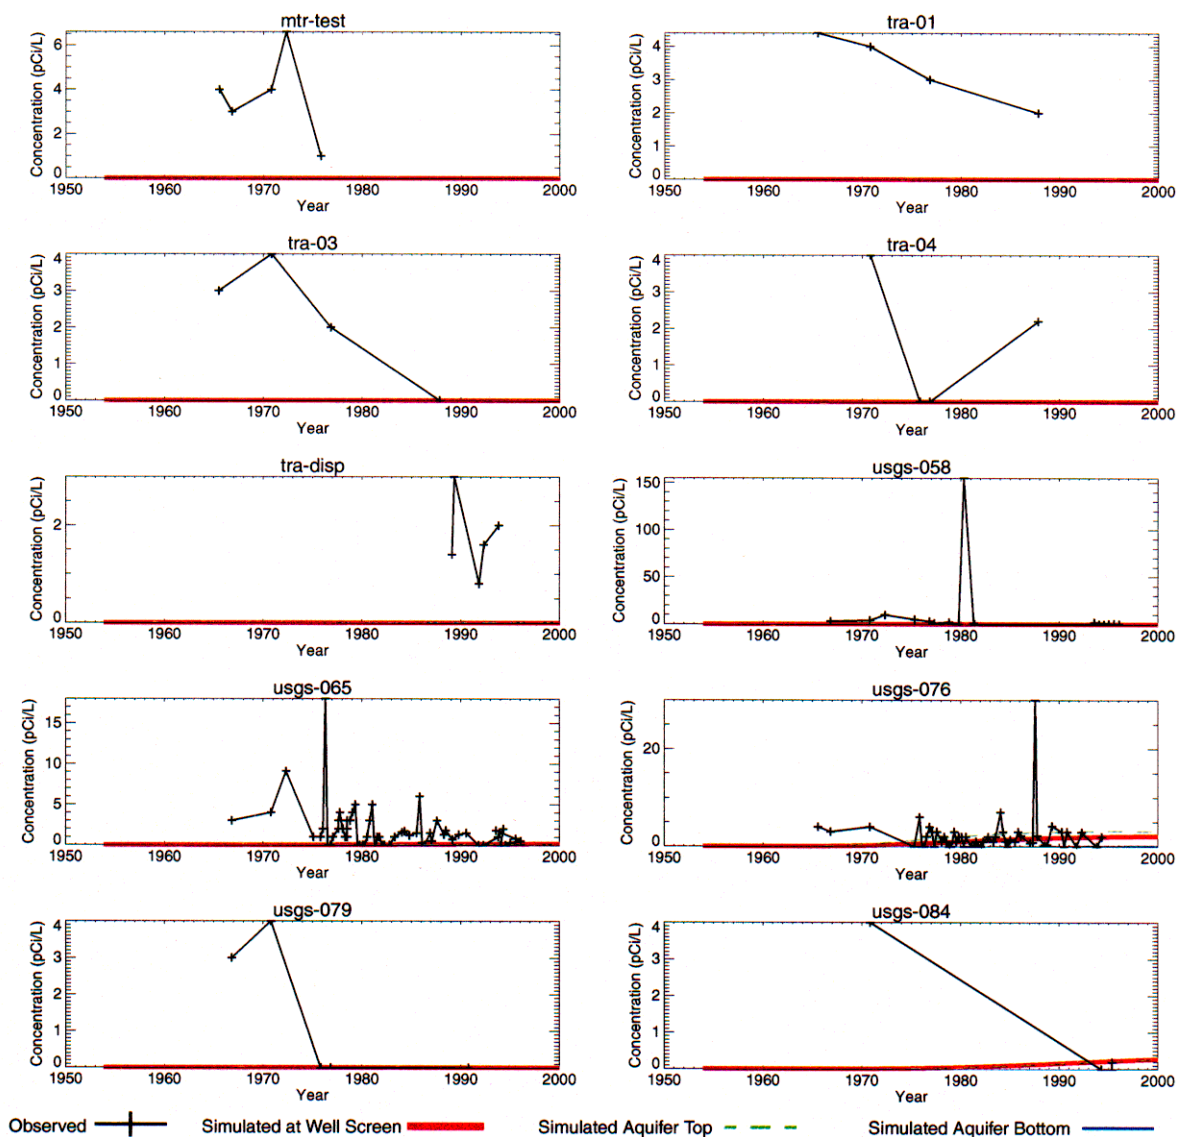 mtr-test
Concentration (pCi/L)
6
4
2
0
1950 1960 1970 1980 1990 2000
Year
tra-01
Concentration (pCi/L)
4
3
2
1
0
1950 1960 1970 1980 1990 2000
Year
tra-03
Concentration (pCi/L)
4
3
2
1
0
1950 1960 1970 1980 1990 2000
Year
tra-04
Concentration (pCi/L)
4
3
2
1
0
1950 1960 1970 1980 1990 2000
Year
tra-disp
Concentration (pCi/L)
2
0
1950 1960 1970 1980 1990 2000
Year
usgs-058
Concentration (pCi/L)
150
100
50
0
1950 1960 1970 1980 1990 2000
Year
usgs-065
Concentration (pCi/L)
15
10
5
0
1950 1960 1970 1980 1990 2000
Year
usgs-076
Concentration (pCi/L)
20
0
1950 1960 1970 1980 1990 2000
Year
usgs-079
Concentration (pCi/L)
4
3
2
1
0
1950 1960 1970 1980 1990 2000
Year
usgs-084
Concentration (pCi/L)
4
3
2
1
0
1950 1960 1970 1980 1990 2000
Year
Observed Simulated at Well Screen Simulated Aquifer Top Simulated Aquifer Bottom